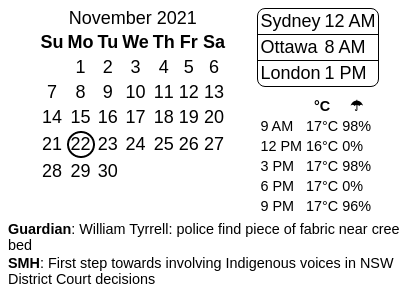 November 2021
Su Mo Tu We Th Fr Sa
1 2 3 4 5 6
7 8 9 10 11 12 13
14 15 16 17 18 19 20
21 22 23 24 25 26 27
28 29 30
Sydney 12 AM
Ottawa 8 AM
London 1 PM
°C ☂
9 AM 17°C 98%
12 PM 16°C 0%
3 PM 17°C 98%
6 PM 17°C 0%
9 PM 17°C 96%
Guardian: William Tyrell: police find piece of fabric near cree
bed
SMH: First step towards involving Indigenous voices in NSW
District Court decisions